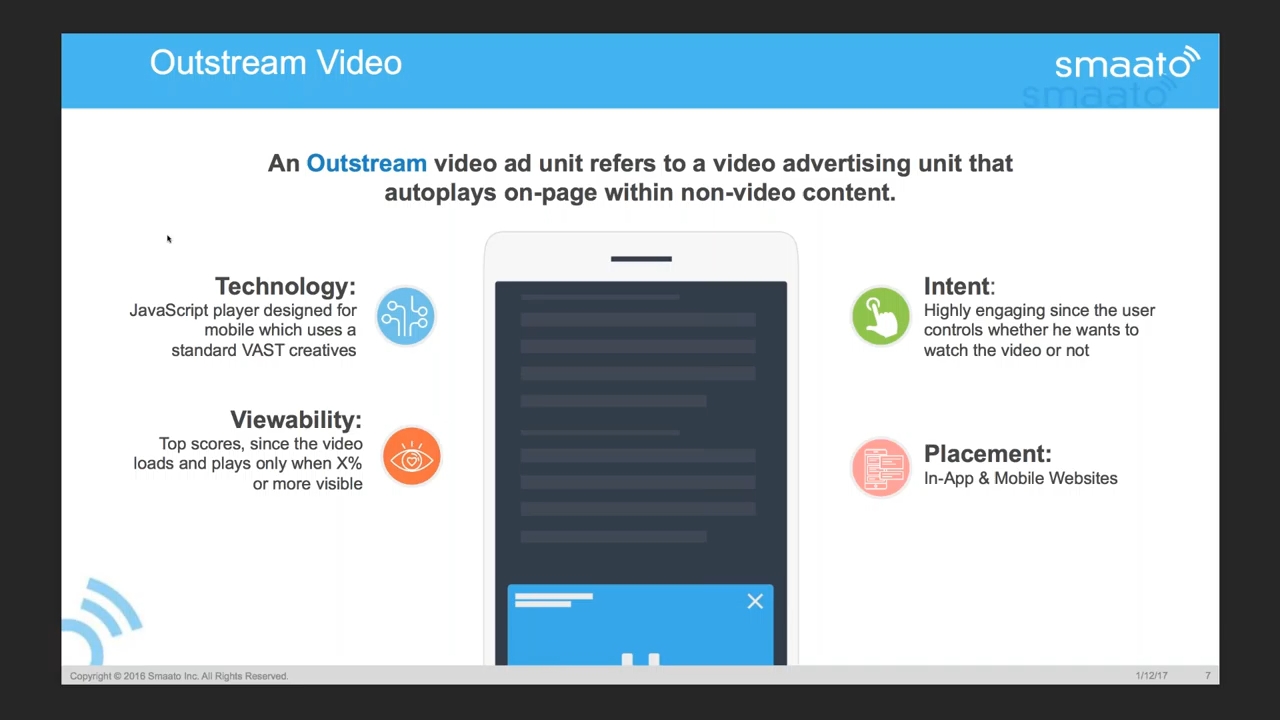 Outstream Video
smaato
smaato
An Outstream video ad unit refers to a video advertising unit that
autoplays on-page within non-video content.
Technology:
JavaScript player designed for
mobile which uses a
standard VAST creatives
Viewability:
Top scores, since the video
loads and plays only when X%
or more visible
Intent:
Highly engaging since the user
controls whether he wants to
watch the video or not
Placement:
In-App & Mobile Websites
Copyright © 2016 Smaato Inc. All Rights Reserved.
1/12/17
7